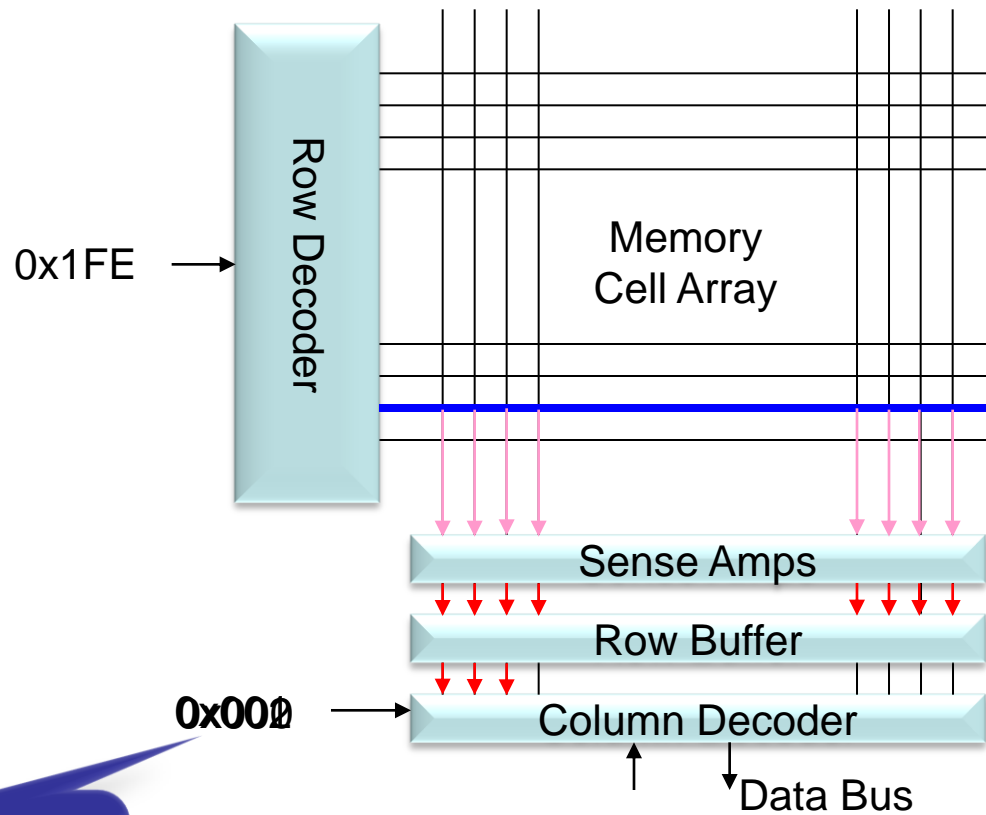 Row Decoder
0x1FE
Memory
Cell Array
Sense Amps
Row Buffer
Column Decoder
Data Bus